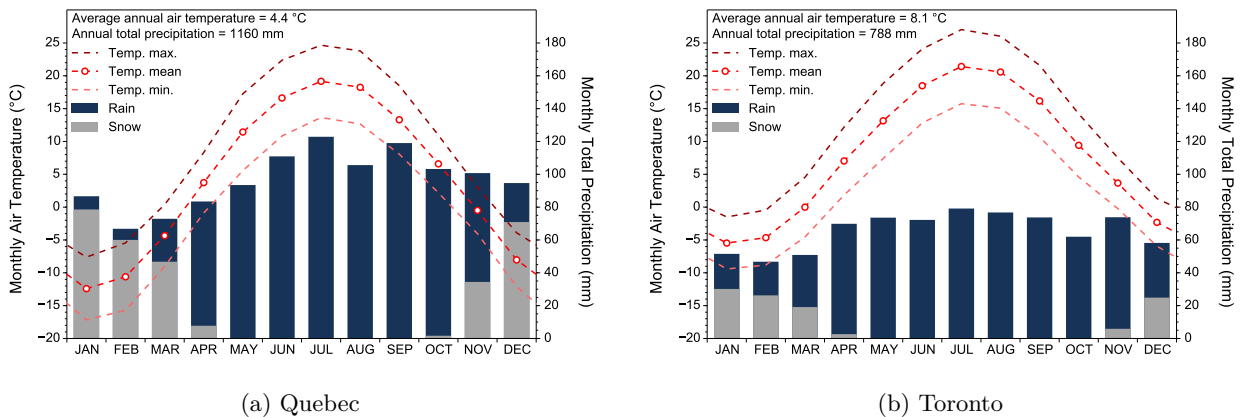 Average annual air temperature = 4.4 °C
Annual total precipitation = 1160 mm
Temp. max.
Temp. mean
Temp. min.
Rain
Snow
Monthly Air Temperature (°C)
25
20
15
10
5
0
−5
−10
−15
−20
180
160
140
120
100
80
60
40
20
0
Monthly Total Precipitation (mm)
JAN FEB MAR APR MAY JUN JUL AUG SEP OCT NOV DEC
(a) Quebec
Average annual air temperature = 8.1 °C
Annual total precipitation = 788 mm
Temp. max.
Temp. mean
Temp. min.
Rain
Snow
Monthly Air Temperature (°C)
25
20
15
10
5
0
−5
−10
−15
−20
180
160
140
120
100
80
60
40
20
0
Monthly Total Precipitation (mm)
JAN FEB MAR APR MAY JUN JUL AUG SEP OCT NOV DEC
(b) Toronto